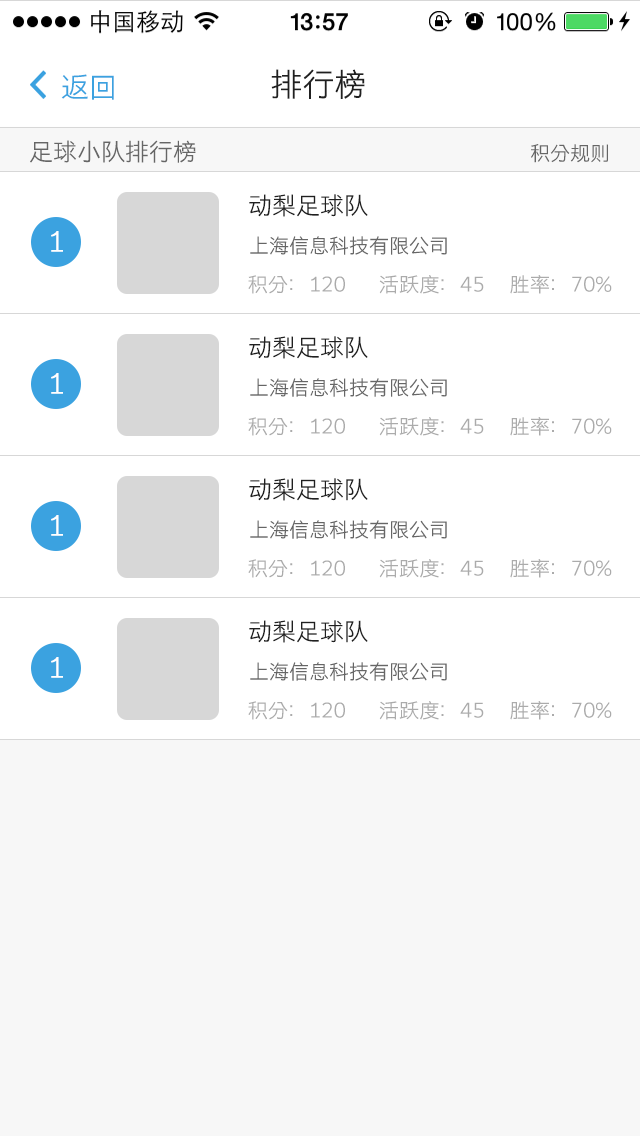 中国移动 13:57 100%
返回 排行榜
足球小队排行榜 积分规则
1
动梨足球队
上海信息科技有限公司
积分: 120 活跃度: 45 胜率: 70%
1
动梨足球队
上海信息科技有限公司
积分: 120 活跃度: 45 胜率: 70%
1
动梨足球队
上海信息科技有限公司
积分: 120 活跃度: 45 胜率: 70%
1
动梨足球队
上海信息科技有限公司
积分: 120 活跃度: 45 胜率: 70%